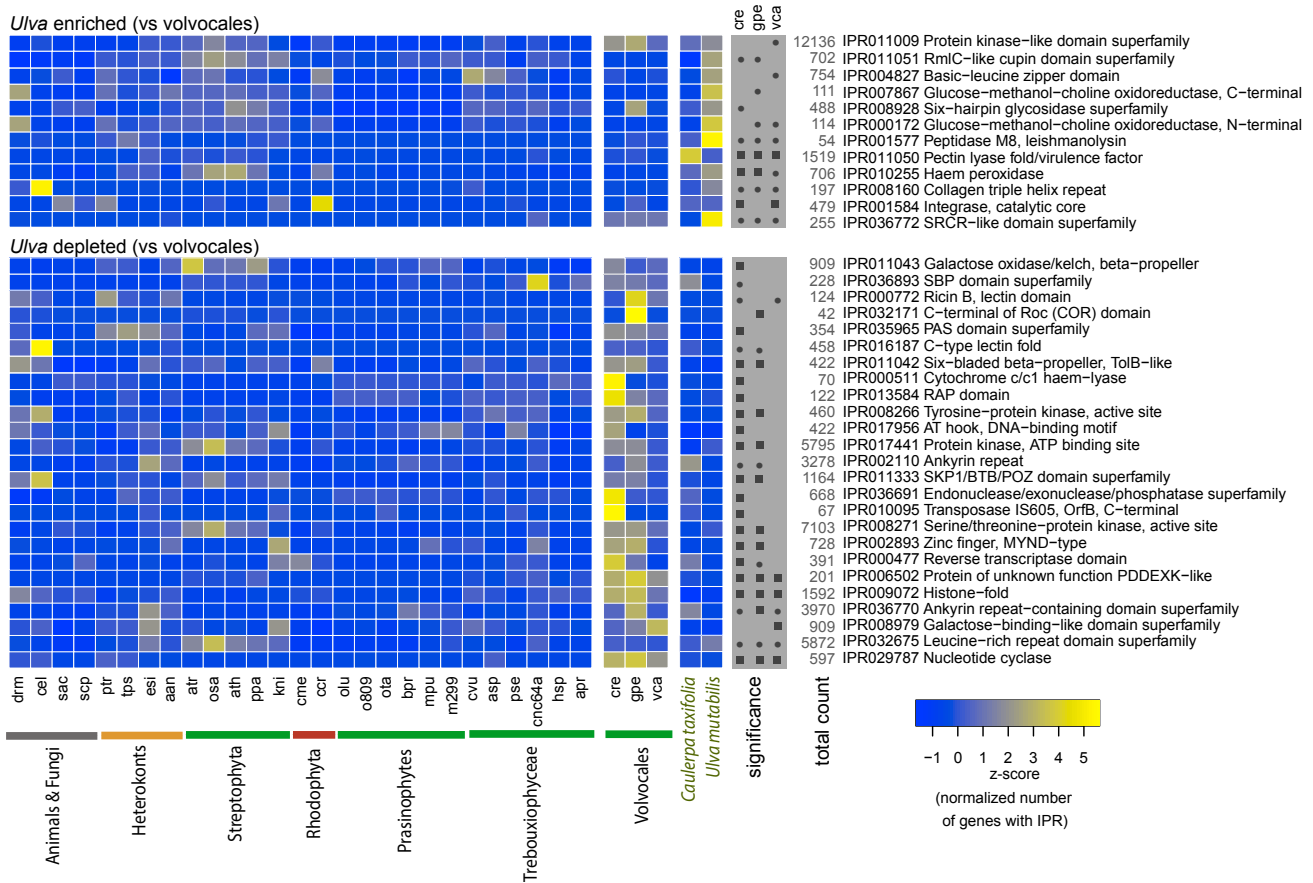 Ulva enriched (vs volvocales)
cre
gpe
vca
12136 IPR011009 Protein kinase−like domain superfamily
702 IPR011051 RmlC−like cupin domain superfamily
754 IPR004827 Basic−leucine zipper domain
111 IPR007867 Glucose−methanol−choline oxidoreductase, C−terminal
488 IPR008928 Six−hairpin glycosidase superfamily
114 IPR000172 Glucose−methanol−choline oxidoreductase, N−terminal
54 IPR001577 Peptidase M8, leishmanolysin
1519 IPR011050 Pectin lyase fold/virulence factor
706 IPR010255 Haem peroxidase
197 IPR008160 Collagen triple helix repeat
479 IPR001584 Integrase, catalytic core
255 IPR036772 SRCR−like domain superfamily
Ulva depleted (vs volvocales)
909 IPR011043 Galactose oxidase/kelch, beta−propeller
228 IPR036893 SBP domain superfamily
124 IPR000772 Ricin B, lectin domain
42 IPR032171 C−terminal of Roc (COR) domain
354 IPR035965 PAS domain superfamily
458 IPR016187 C−type lectin fold
422 IPR011042 Six−bladed beta−propeller, TolB−like
70 IPR000511 Cytochrome c/c1 haem−lyase
122 IPR013584 RAP domain
460 IPR008266 Tyrosine−protein kinase, active site
422 IPR017956 AT hook, DNA−binding motif
5795 IPR017441 Protein kinase, ATP binding site
3278 IPR002110 Ankyrin repeat
1164 IPR011333 SKP1/BTB/POZ domain superfamily
668 IPR036691 Endonuclease/exonuclease/phosphatase superfamily
67 IPR010095 Transposase IS605, OrfB, C−terminal
7103 IPR008271 Serine/threonine−protein kinase, active site
728 IPR002893 Zinc finger, MYND−type
391 IPR000477 Reverse transcriptase domain
201 IPR006502 Protein of unknown function PDDEXK−like
1592 IPR009072 Histone−fold
3970 IPR036770 Ankyrin repeat−containing domain superfamily
909 IPR008979 Galactose−binding−like domain superfamily
5872 IPR032675 Leucine−rich repeat domain superfamily
597 IPR029787 Nucleotide cyclase
drm
cel
sac
scp
ptr
tps
esi
aan
atr
osa
ath
ppa
knl
cme
ccr
olu
o809
ota
bpr
mpu
m299
cvu
asp
pse
cnc64a
hsp
apr
cre
gpe
vca
Caulerpa taxifolia
Ulva mutabilis
significance
total count
Animals & Fungi
Heterokonts
Streptophyta
Rhodophyta
Prasinophytes
Trebouxiophyceae
Volvocales
−1 0 1 2 3 4 5
z−score
(normalized number
of genes with IPR)